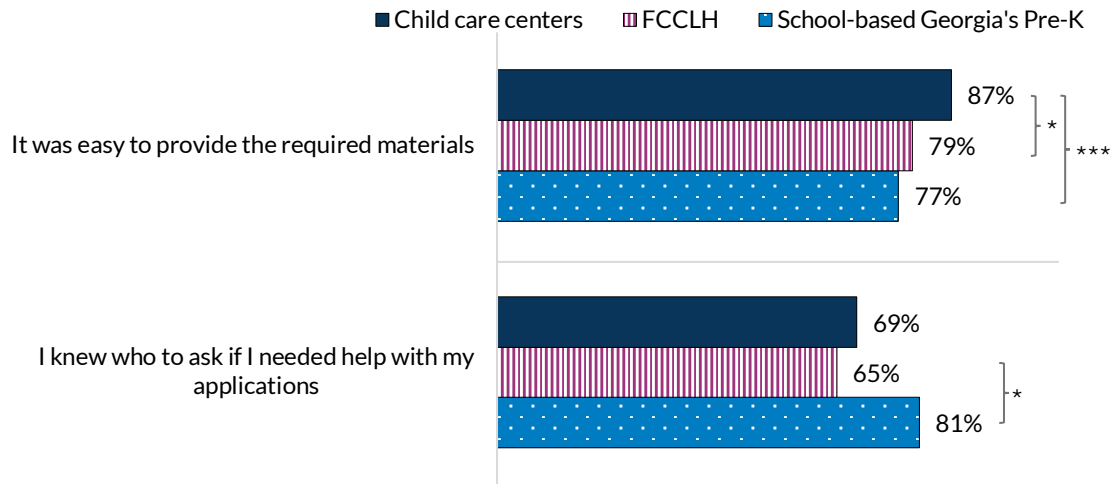 Child care centers FCCLH School-based Georgia's Pre-K
It was easy to provide the required materials
87%
79%
77%
*
***
I knew who to ask if I needed help with my
applications
69%
65%
81%
*